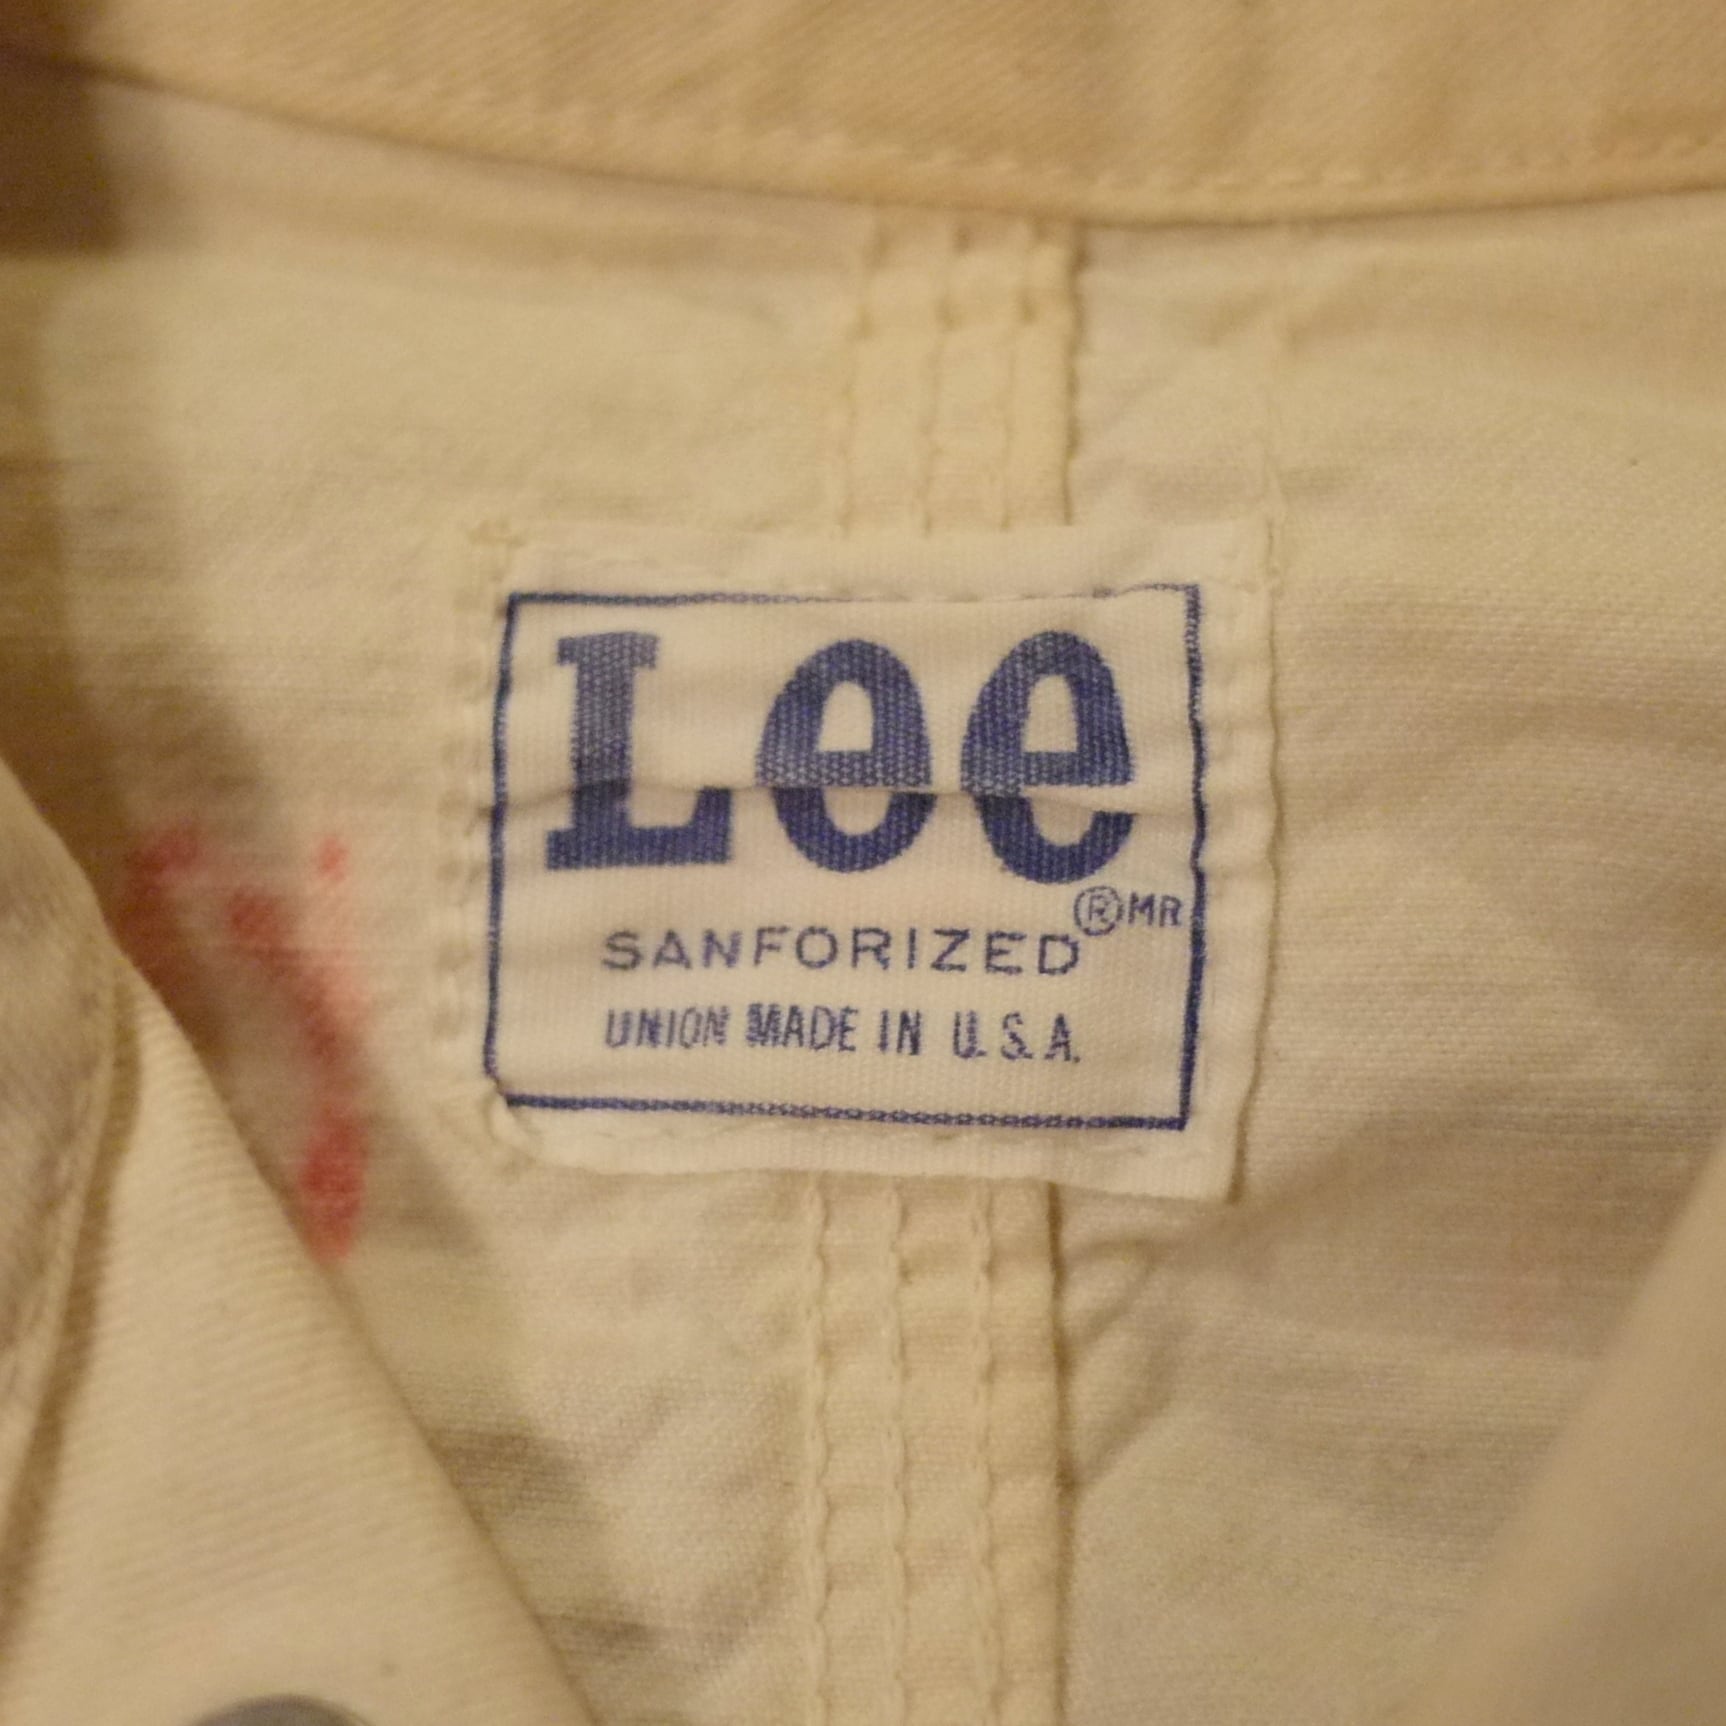 Lee
®MR
SANFORIZED
UNION MADE IN U.S.A.